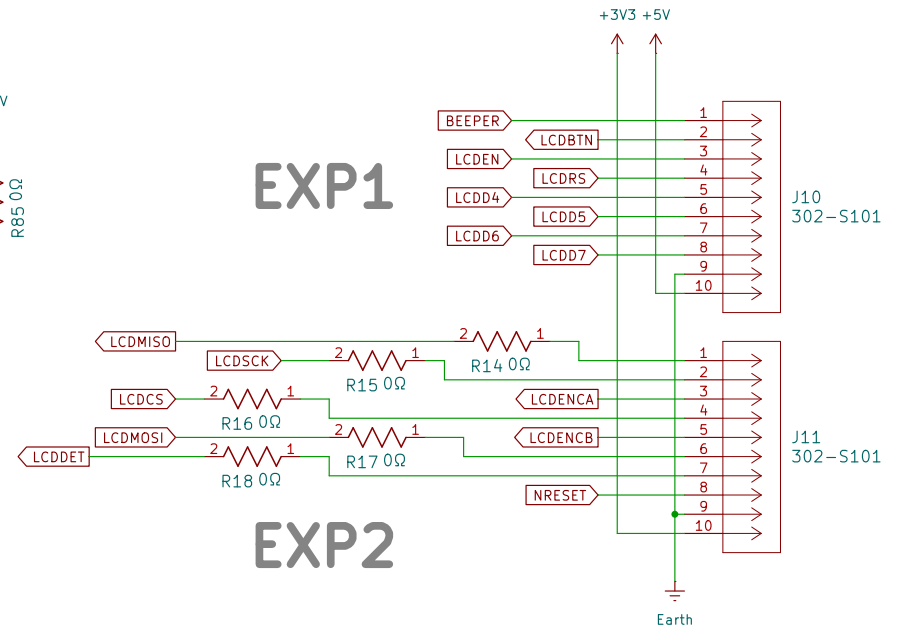 +3V3 +5V
V
BEEPER
1
LCDBTN
2
LCDEN
3
EXP1
LCDRS
4
R85 0Ω
LCDD4
5
J10
LCDD5
6
302-S101
LCDD6
7
LCDD7
8
9
10
LCDMISO
2
1
R14 0Ω
1
LCDSCK
2
1
R15 0Ω
2
LCDCS
2
1
R16 0Ω
LCDENCA
3
4
LCDMOSI
2
1
R17 0Ω
LCDENCB
5
J11
302-S101
LCDDET
2
1
R18 0Ω
6
7
NRESET
8
9
EXP2
10
Earth